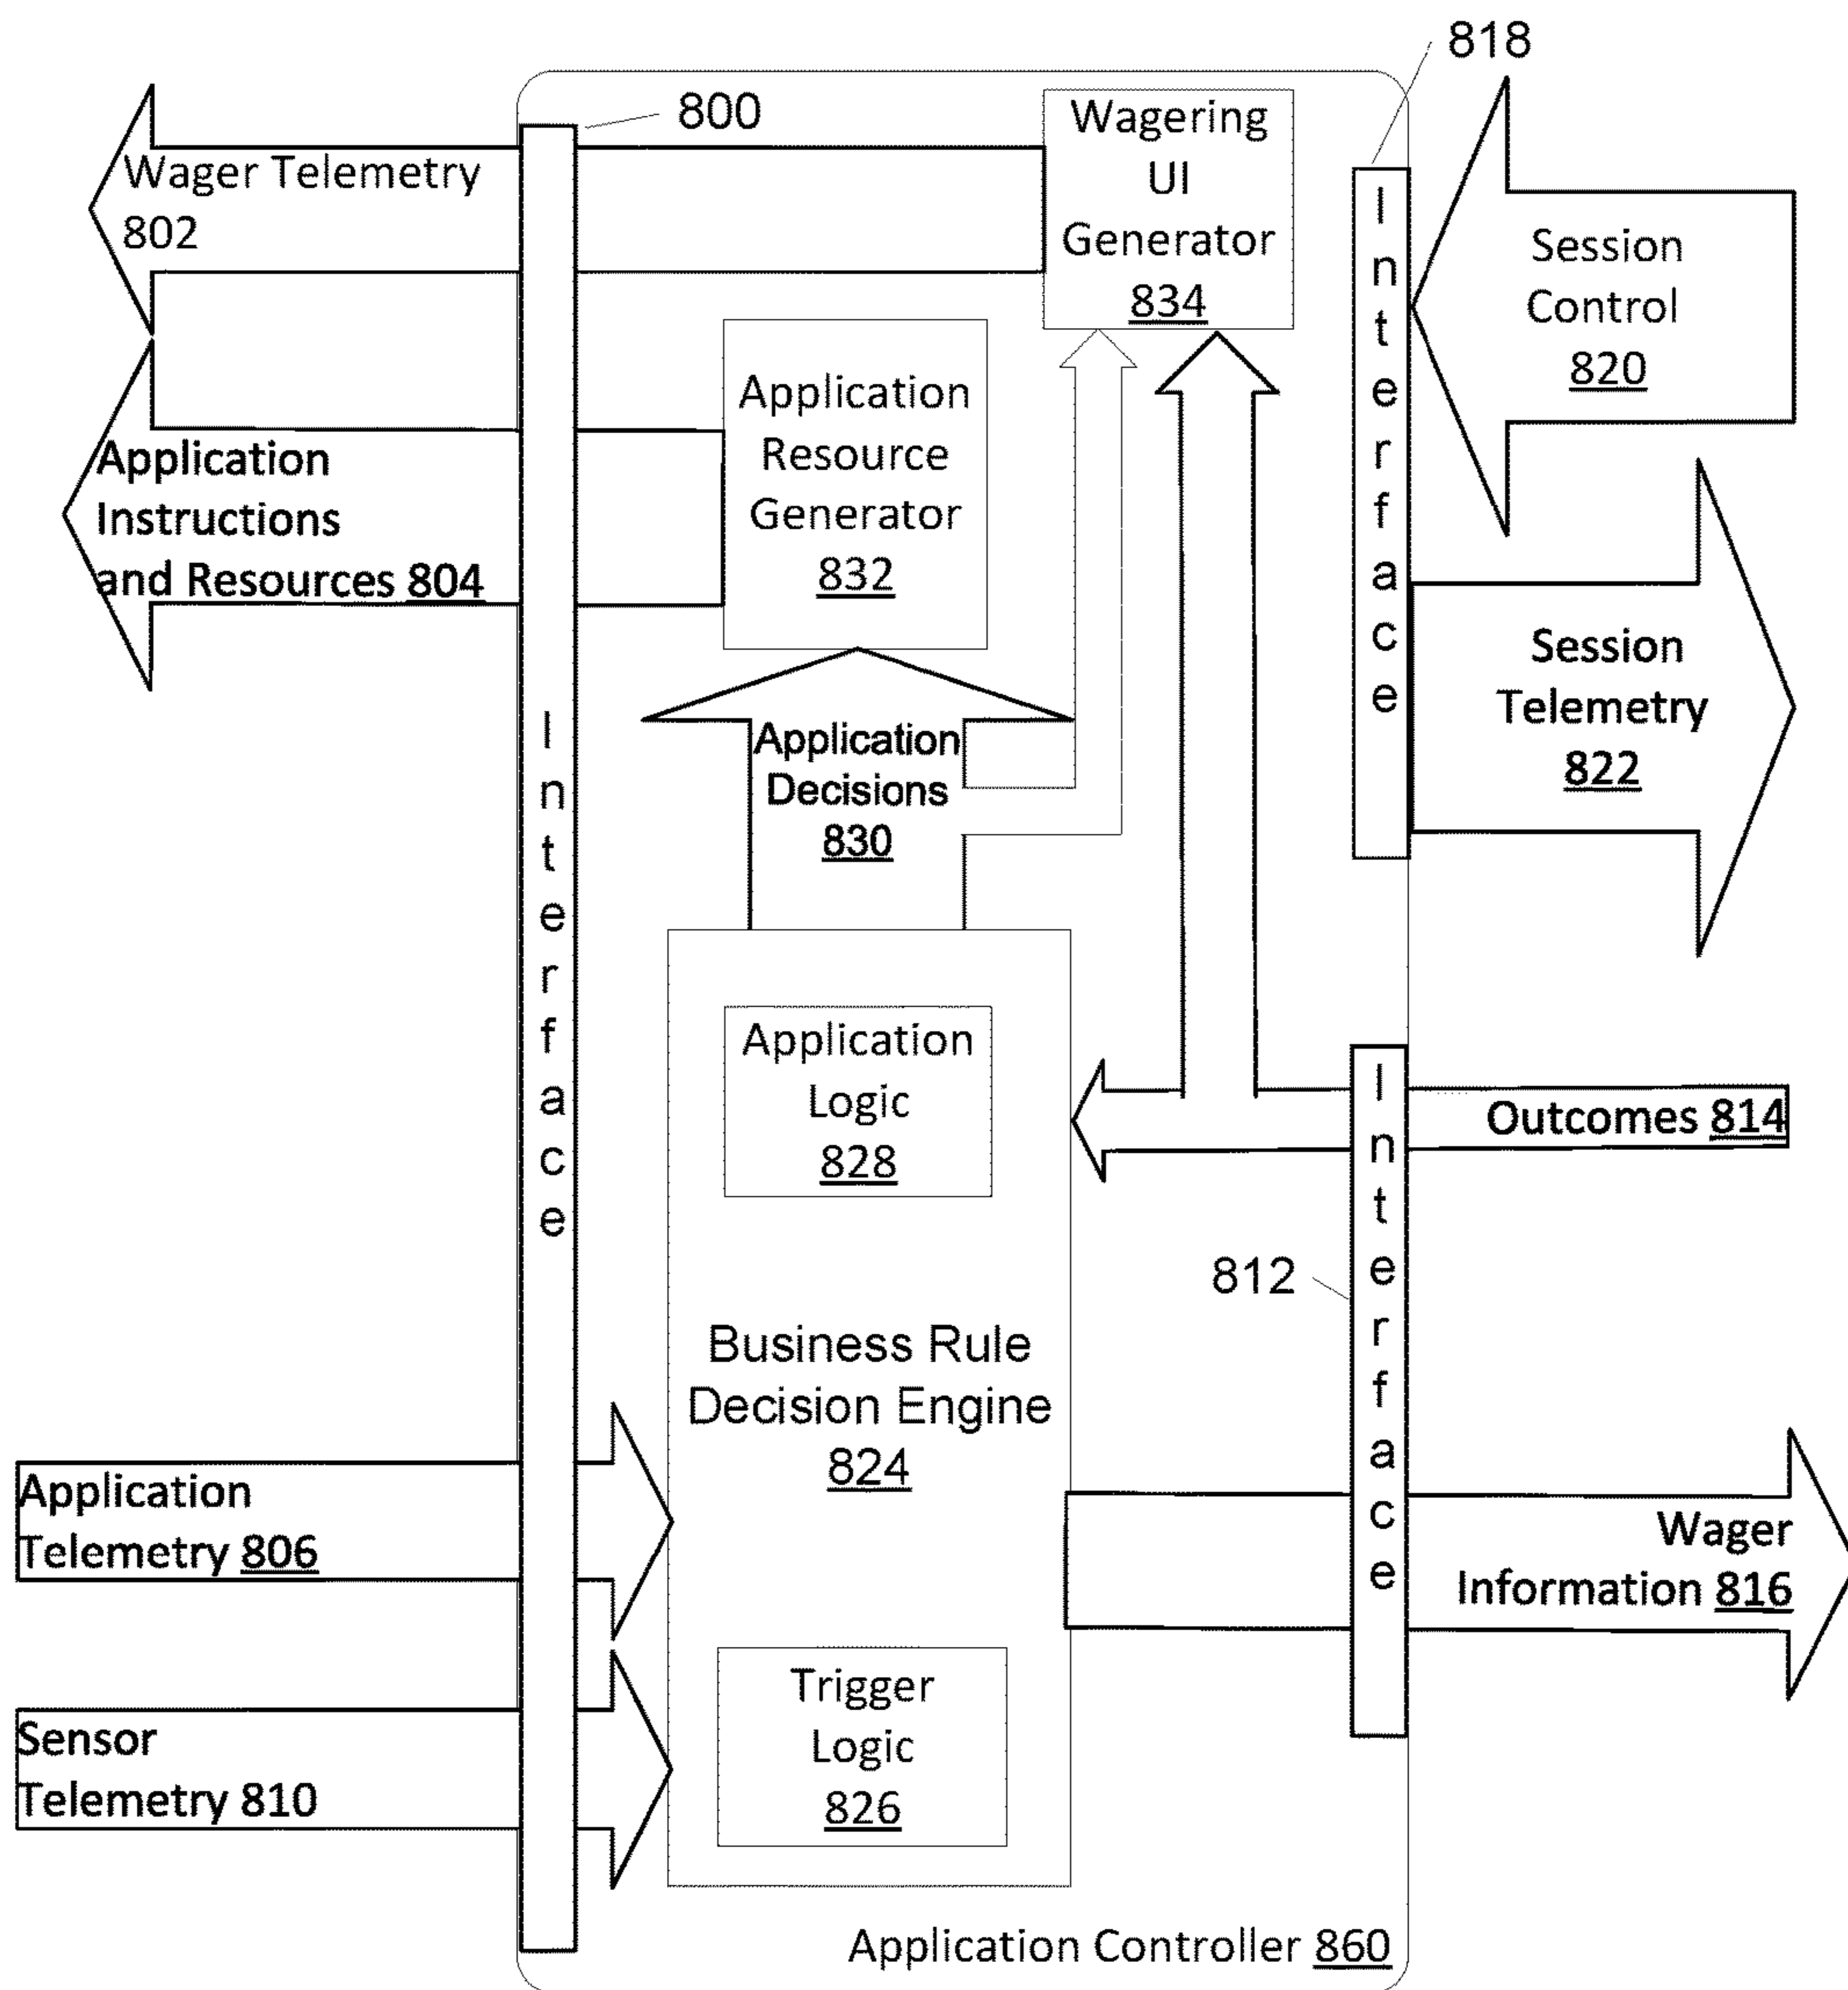 818
800
Wagering
UI
Generator
834
Wager Telemetry
802
Interface
Session
Control
820
Application
Resource
Generator
832
Application
Instructions
and Resources 804
Session
Telemetry
822
Interface
Application
Decisions
830
Application
Logic
828
Interface
Outcomes 814
812
Business Rule
Decision Engine
824
Application
Telemetry 806
Wager
Information 816
Trigger
Logic
826
Sensor
Telemetry 810
Application Controller 860